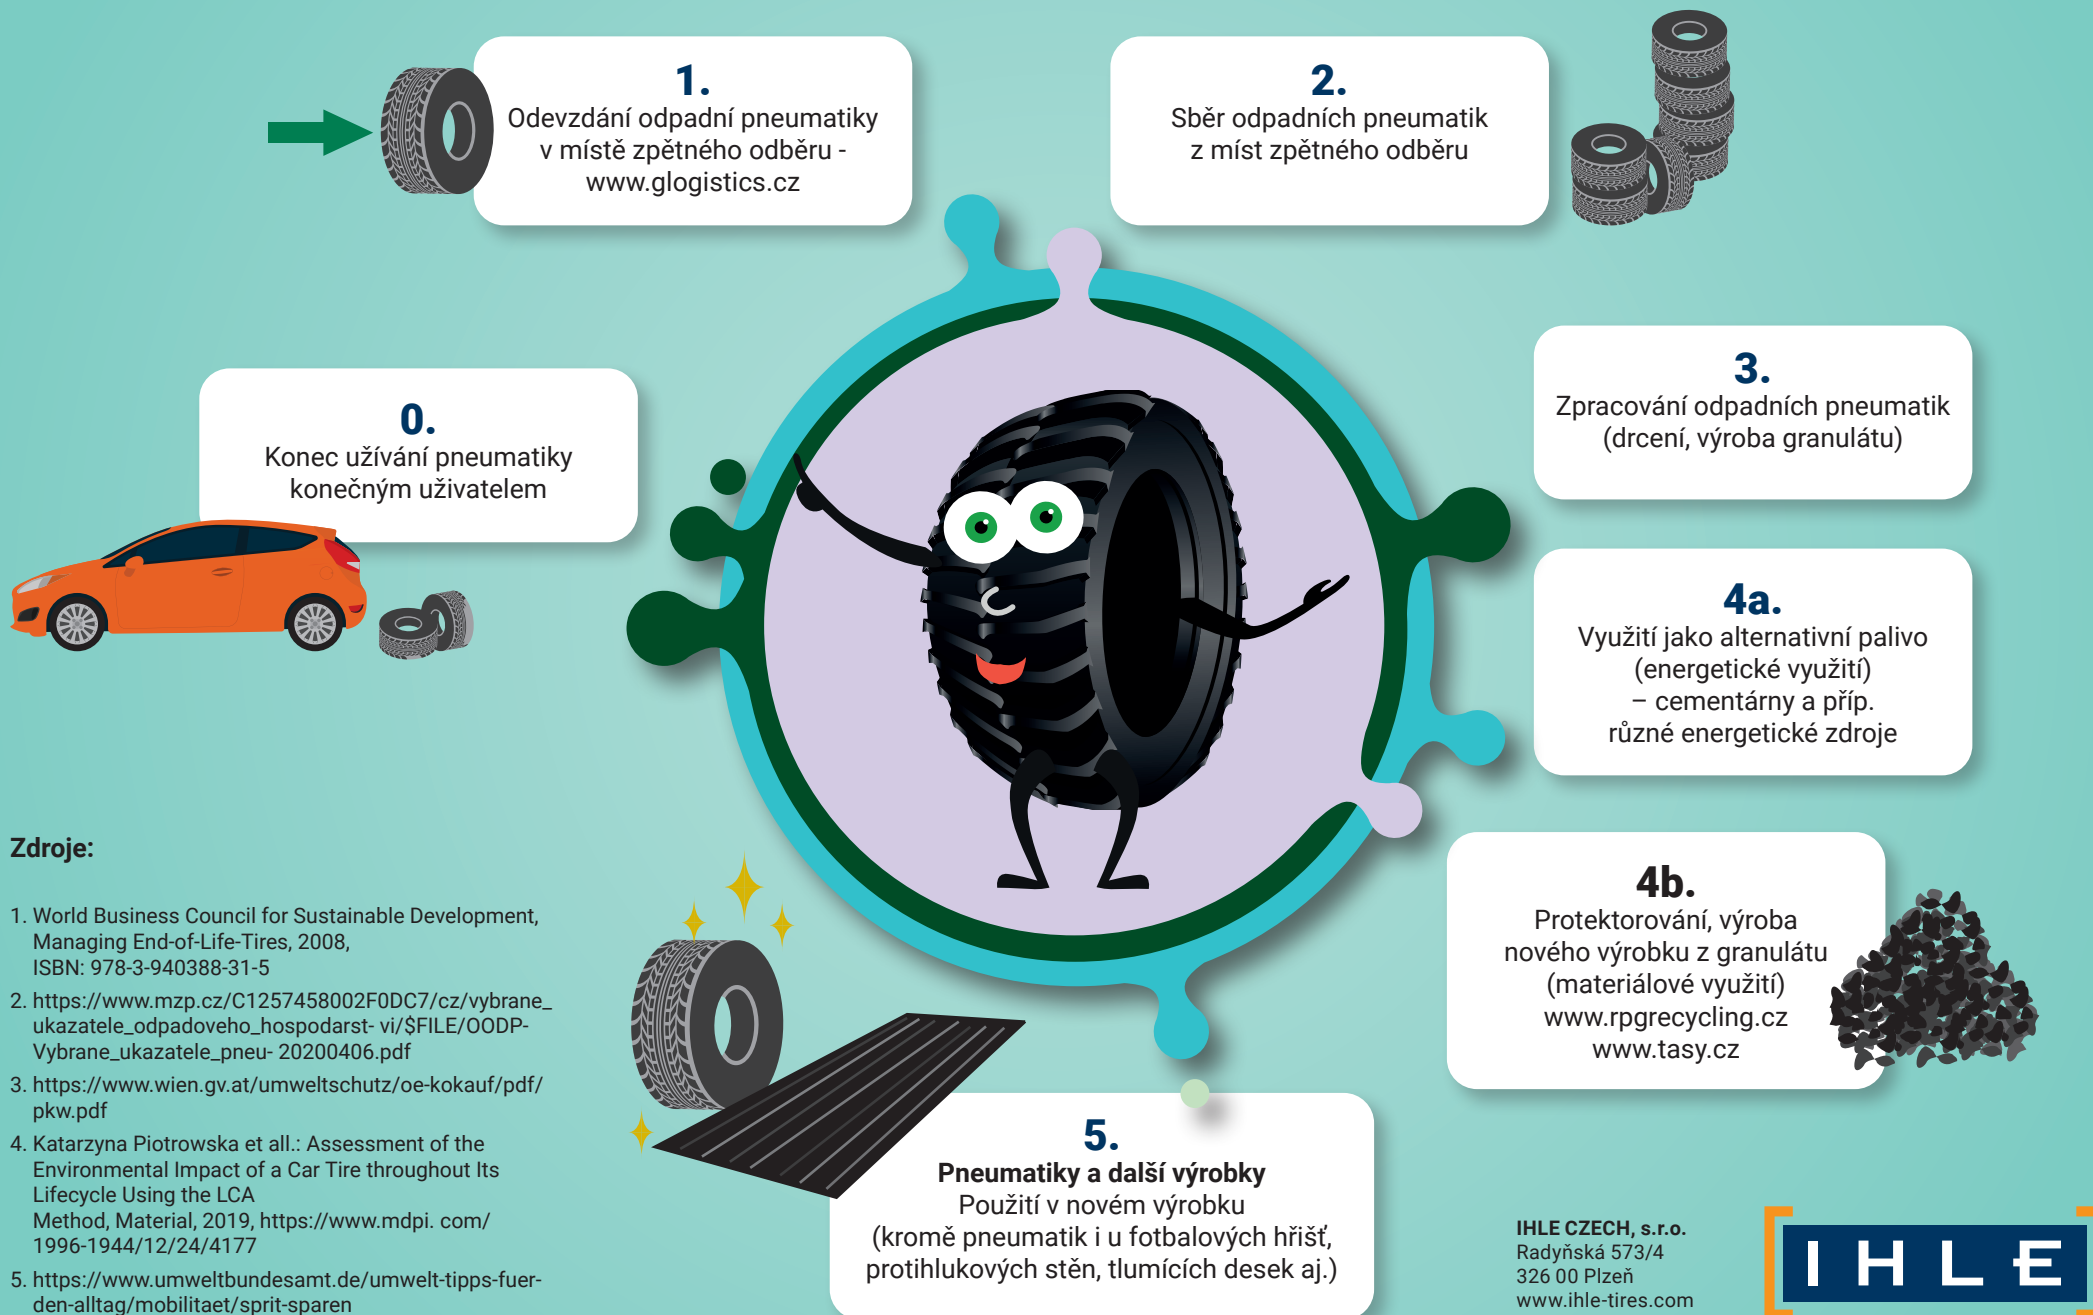 1.
Odevzdání odpadní pneumatiky
v místě zpětného odběru -
www.glogistics.cz
2.
Sběr odpadních pneumatik
z míst zpětného odběru
0.
Konec užívání pneumatiky
konečným uživatelem
3.
Zpracování odpadních pneumatik
(drcení, výroba granulátu)
4a.
Využití jako alternativní palivo
(energetické využití)
– cementárny a příp.
různé energetické zdroje
4b.
Protektorování, výroba
nového výrobku z granulátu
(materiálové využití)
www.rpgrecycling.cz
www.tasy.cz
5.
Pneumatiky a další výrobky
Použití v novém výrobku
(kromě pneumatik i u fotbalových hřišť,
protihlukových stěn, tlumících desek aj.)
Zdroje:
1. World Business Council for Sustainable Development,
Managing End-of-Life-Tires, 2008,
ISBN: 978-3-940388-31-5
2. https://www.mzp.cz/C1257458002F0DC7/cz/vybrane_
ukazatele_odpadoveho_hospodarst- vi/$FILE/OODP-
Vybrane_ukazatele_pneu- 20200406.pdf
3. https://www.wien.gv.at/umweltschutz/oe-kokauf/pdf/
pkw.pdf
4. Katarzyna Piotrowska et all.: Assessment of the
Environmental Impact of a Car Tire throughout Its
Lifecycle Using the LCA
Method, Material, 2019, https://www.mdpi. com/
1996-1944/12/24/4177
5. https://www.umweltbundesamt.de/umwelt-tipps-fuer-
den-alltag/mobilitaet/sprit-sparen
IHLE CZECH, s.r.o.
Radyňská 573/4
326 00 Plzeň
www.ihle-tires.com
IHLE